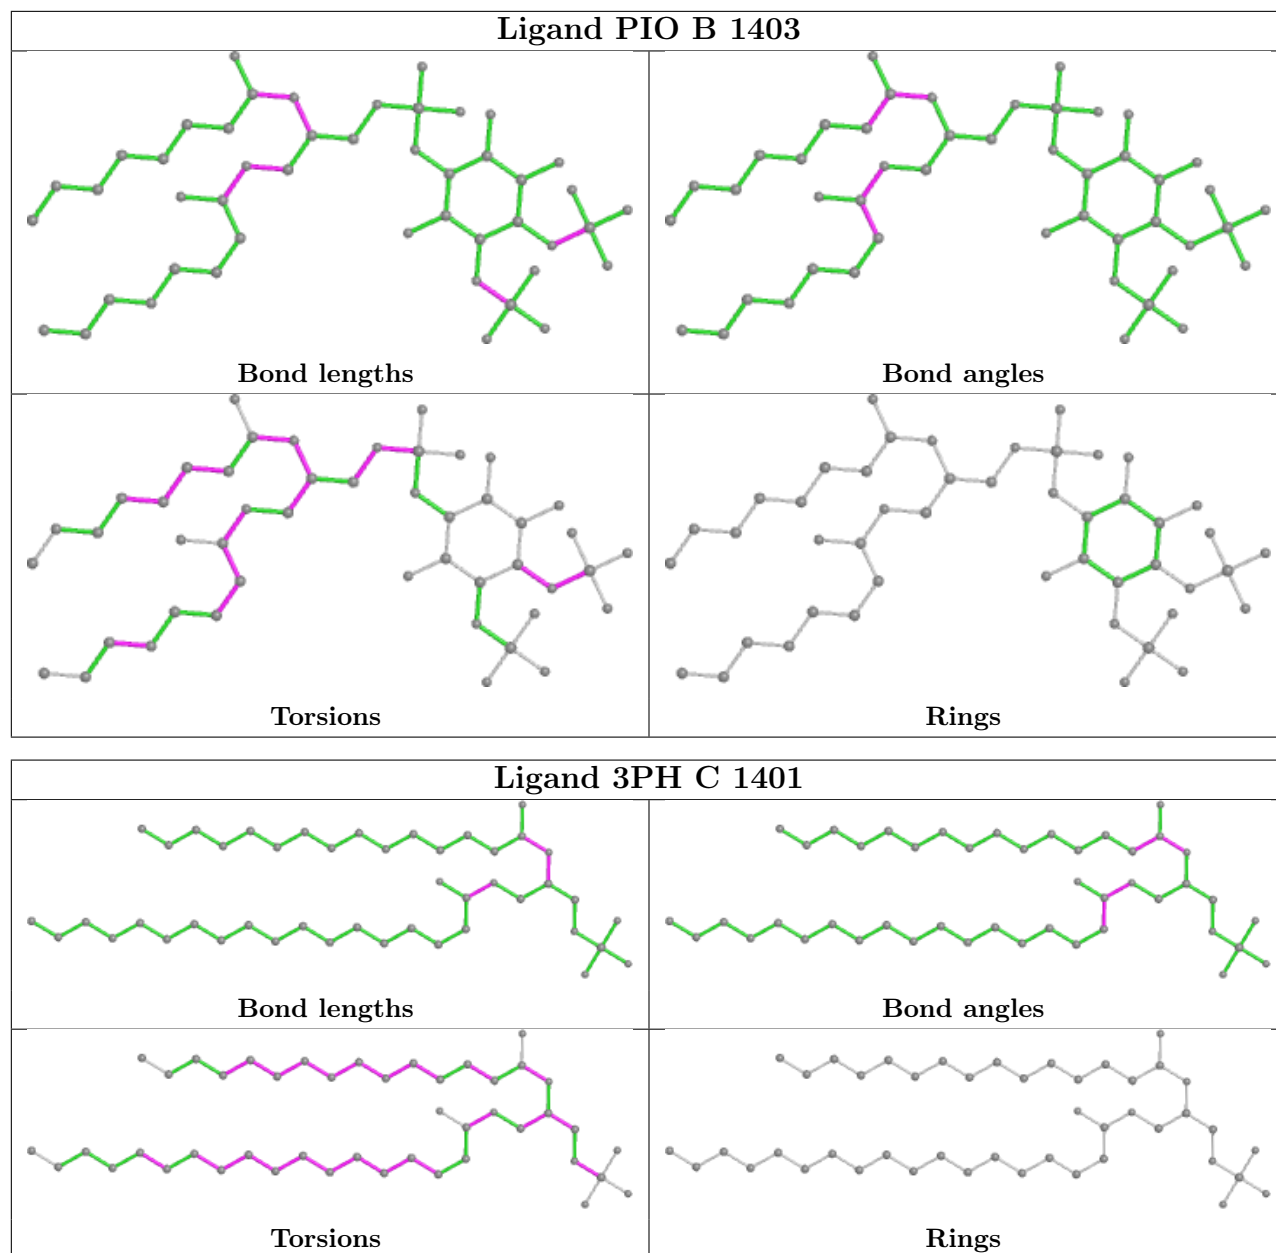 Ligand PIO B 1403
Bond lengths
Bond angles
Torsions
Rings
Ligand 3PH C 1401
Bond lengths
Bond angles
Torsions
Rings